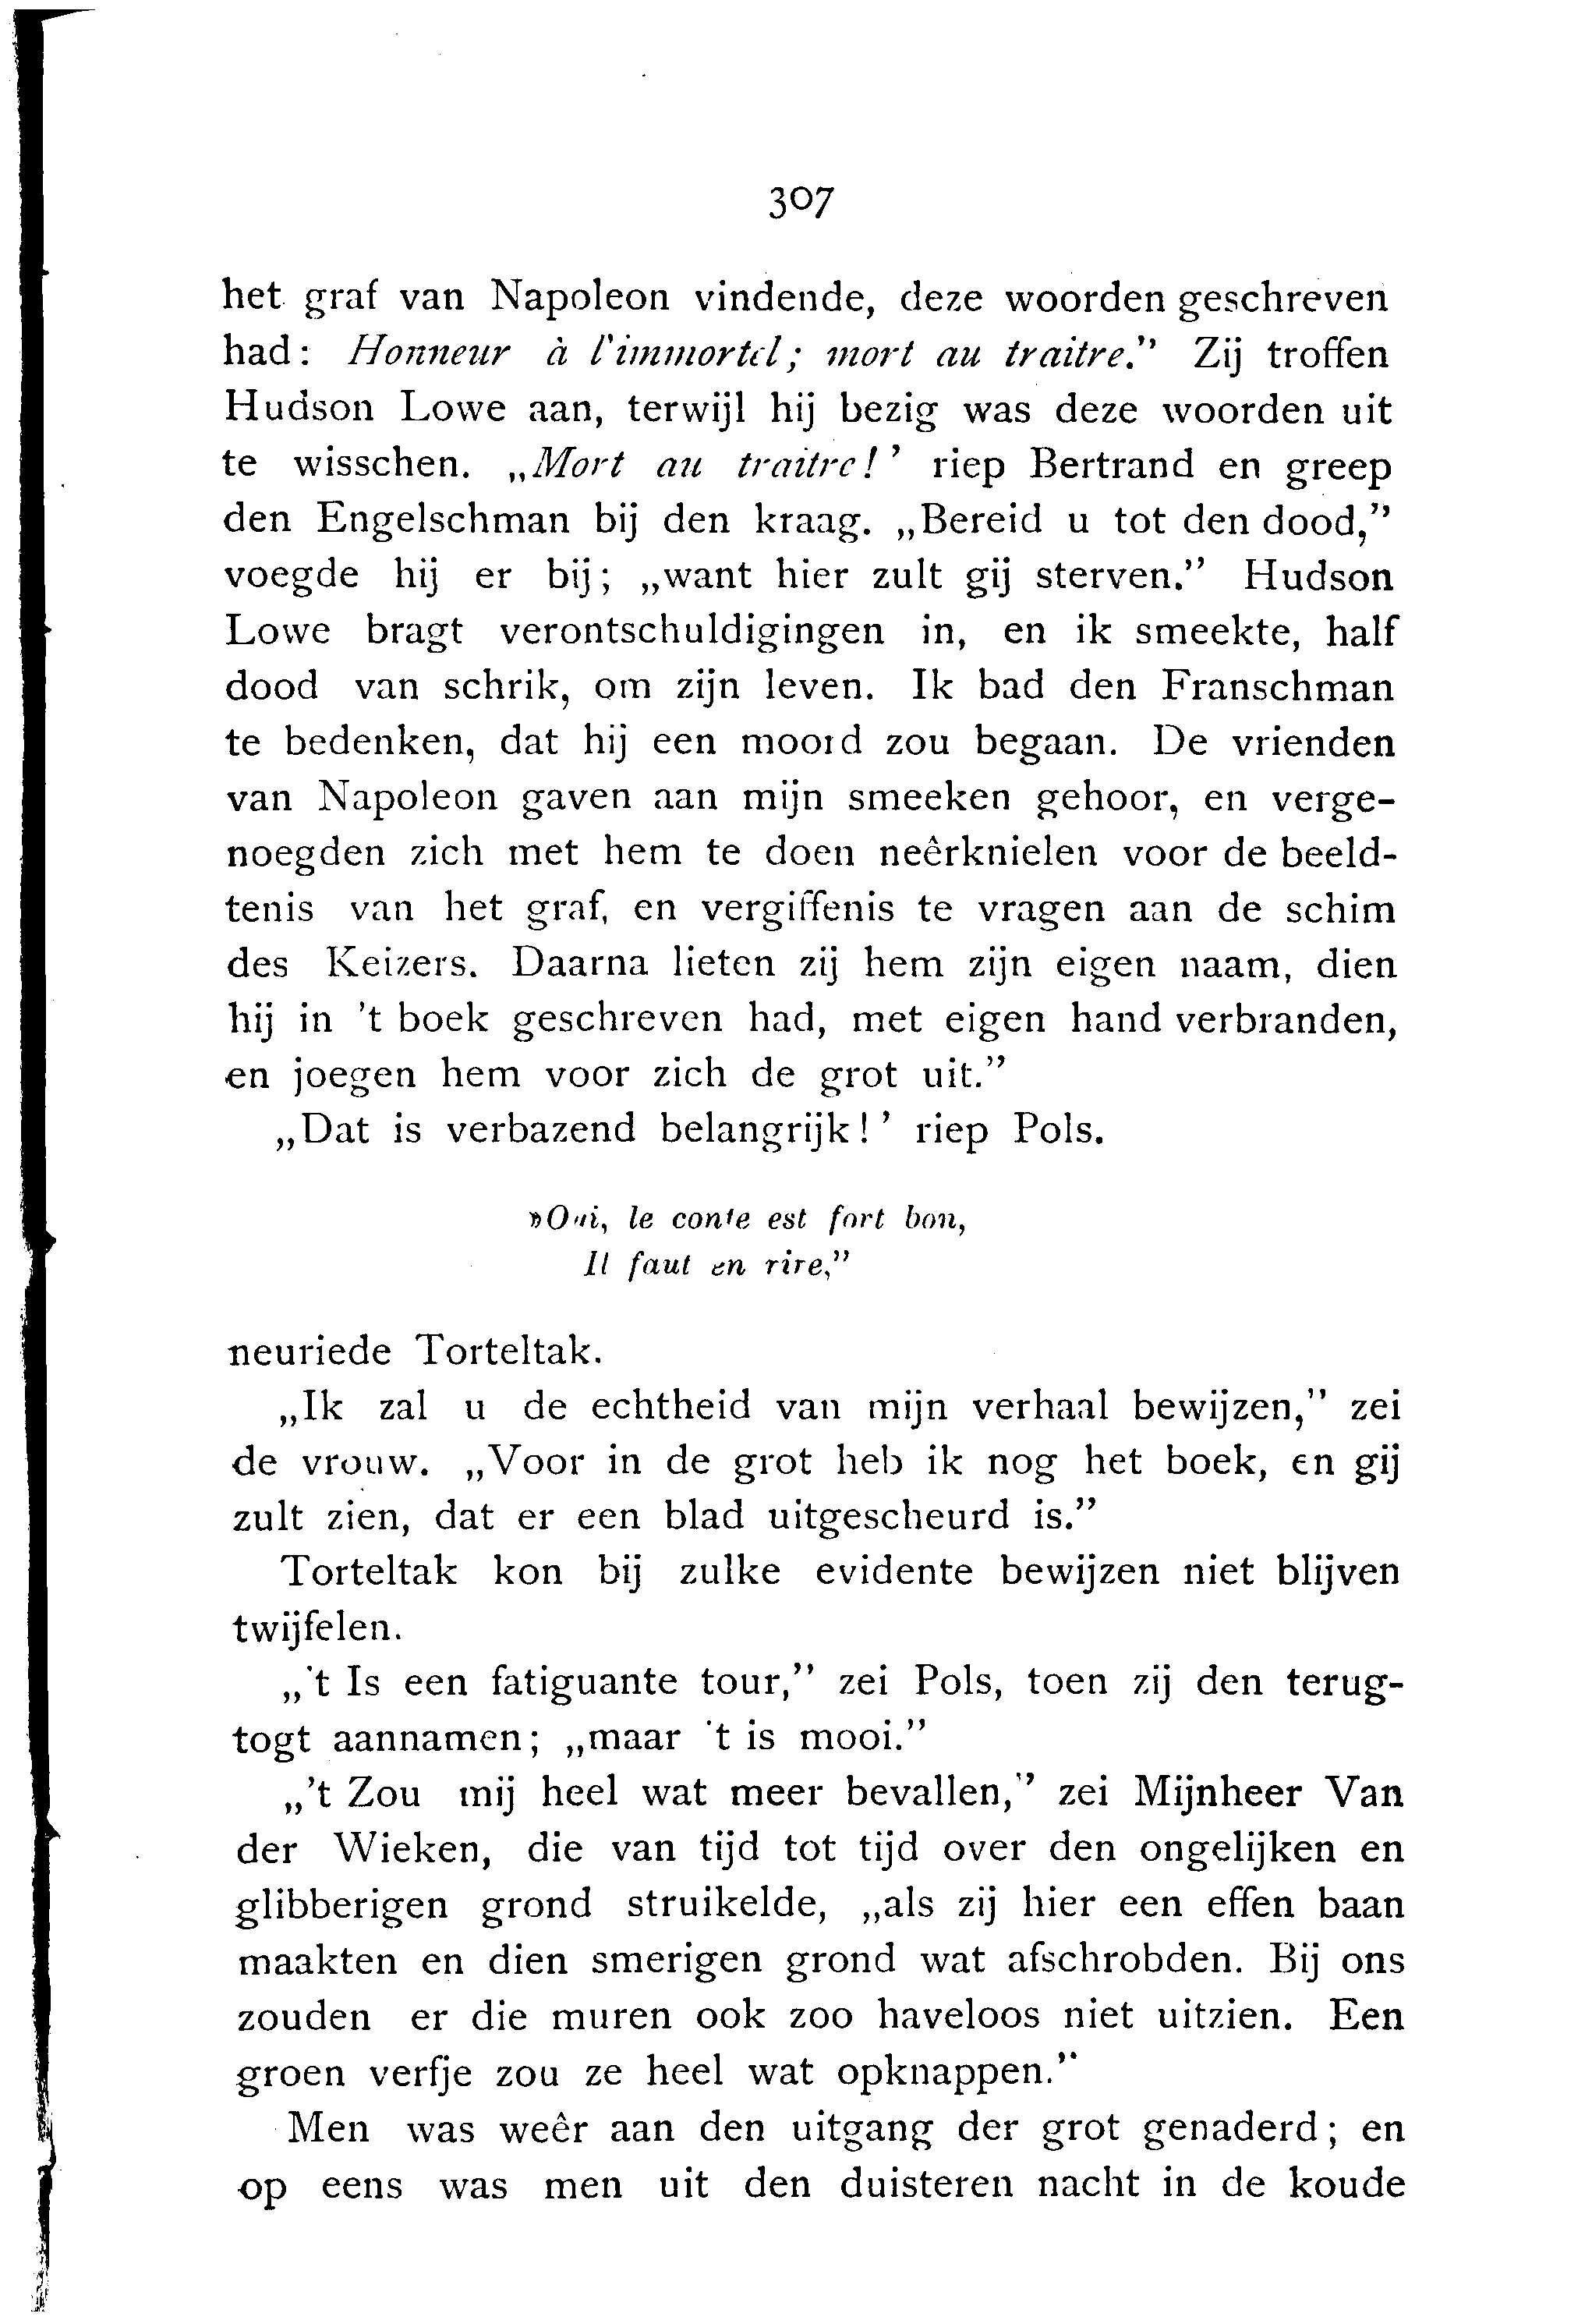 307
het graf van Napoleon vindende, deze woorden geschreven
had: Honneur à l'immortel; mort au traitre." Zij troffen
Hudson Lowe aan, terwijl hij bezig was deze woorden uit
te wisschen. „Mort au traitre!' riep Bertrand en greep
den Engelschman bij den kraag. „Bereid u tot den dood,"
voegde hij er bij; „want hier zult gij sterven." Hudson
Lowe bragt verontschuldigingen in, en ik smeekte, half
dood van schrik, om zijn leven. Ik bad den Franschman
te bedenken, dat hij een moord zou begaan. De vrienden
van Napoleon gaven aan mijn smeeken gehoor, en verge-
noegden zich met hem te doen neêrknielen voor de beeld-
tenis van het graf, en vergiffenis te vragen aan de schim
des Keizers. Daarna lieten zij hem zijn eigen naam, dien
hij in 't boek geschreven had, met eigen hand verbranden,
en joegen hem voor zich de grot uit."
„Dat is verbazend belangrijk!' riep Pols.
»Oui, le conte est fort bon,
Il faut en rire,"
neuriede Torteltak.
„Ik zal u de echtheid van mijn verhaal bewijzen," zei
de vrouw. „Voor in de grot heb ik nog het boek, en gij
zult zien, dat er een blad uitgescheurd is."
Torteltak kon bij zulke evidente bewijzen niet blijven
twijfelen.
„'t Is een fatiguante tour," zei Pols, toen zij den terug-
togt aannamen; „maar 't is mooi."
„'t Zou mij heel wat meer bevallen," zei Mijnheer Van
der Wieken, die van tijd tot tijd over den ongelijken en
glibberigen grond struikelde, „als zij hier een effen baan
maakten en dien smerigen grond wat afschrobden. Bij ons
zouden er die muren ook zoo haveloos niet uitzien. Een
groen verfje zou ze heel wat opknappen."
Men was weêr aan den uitgang der grot genaderd; en
op eens was men uit den duisteren nacht in de koude